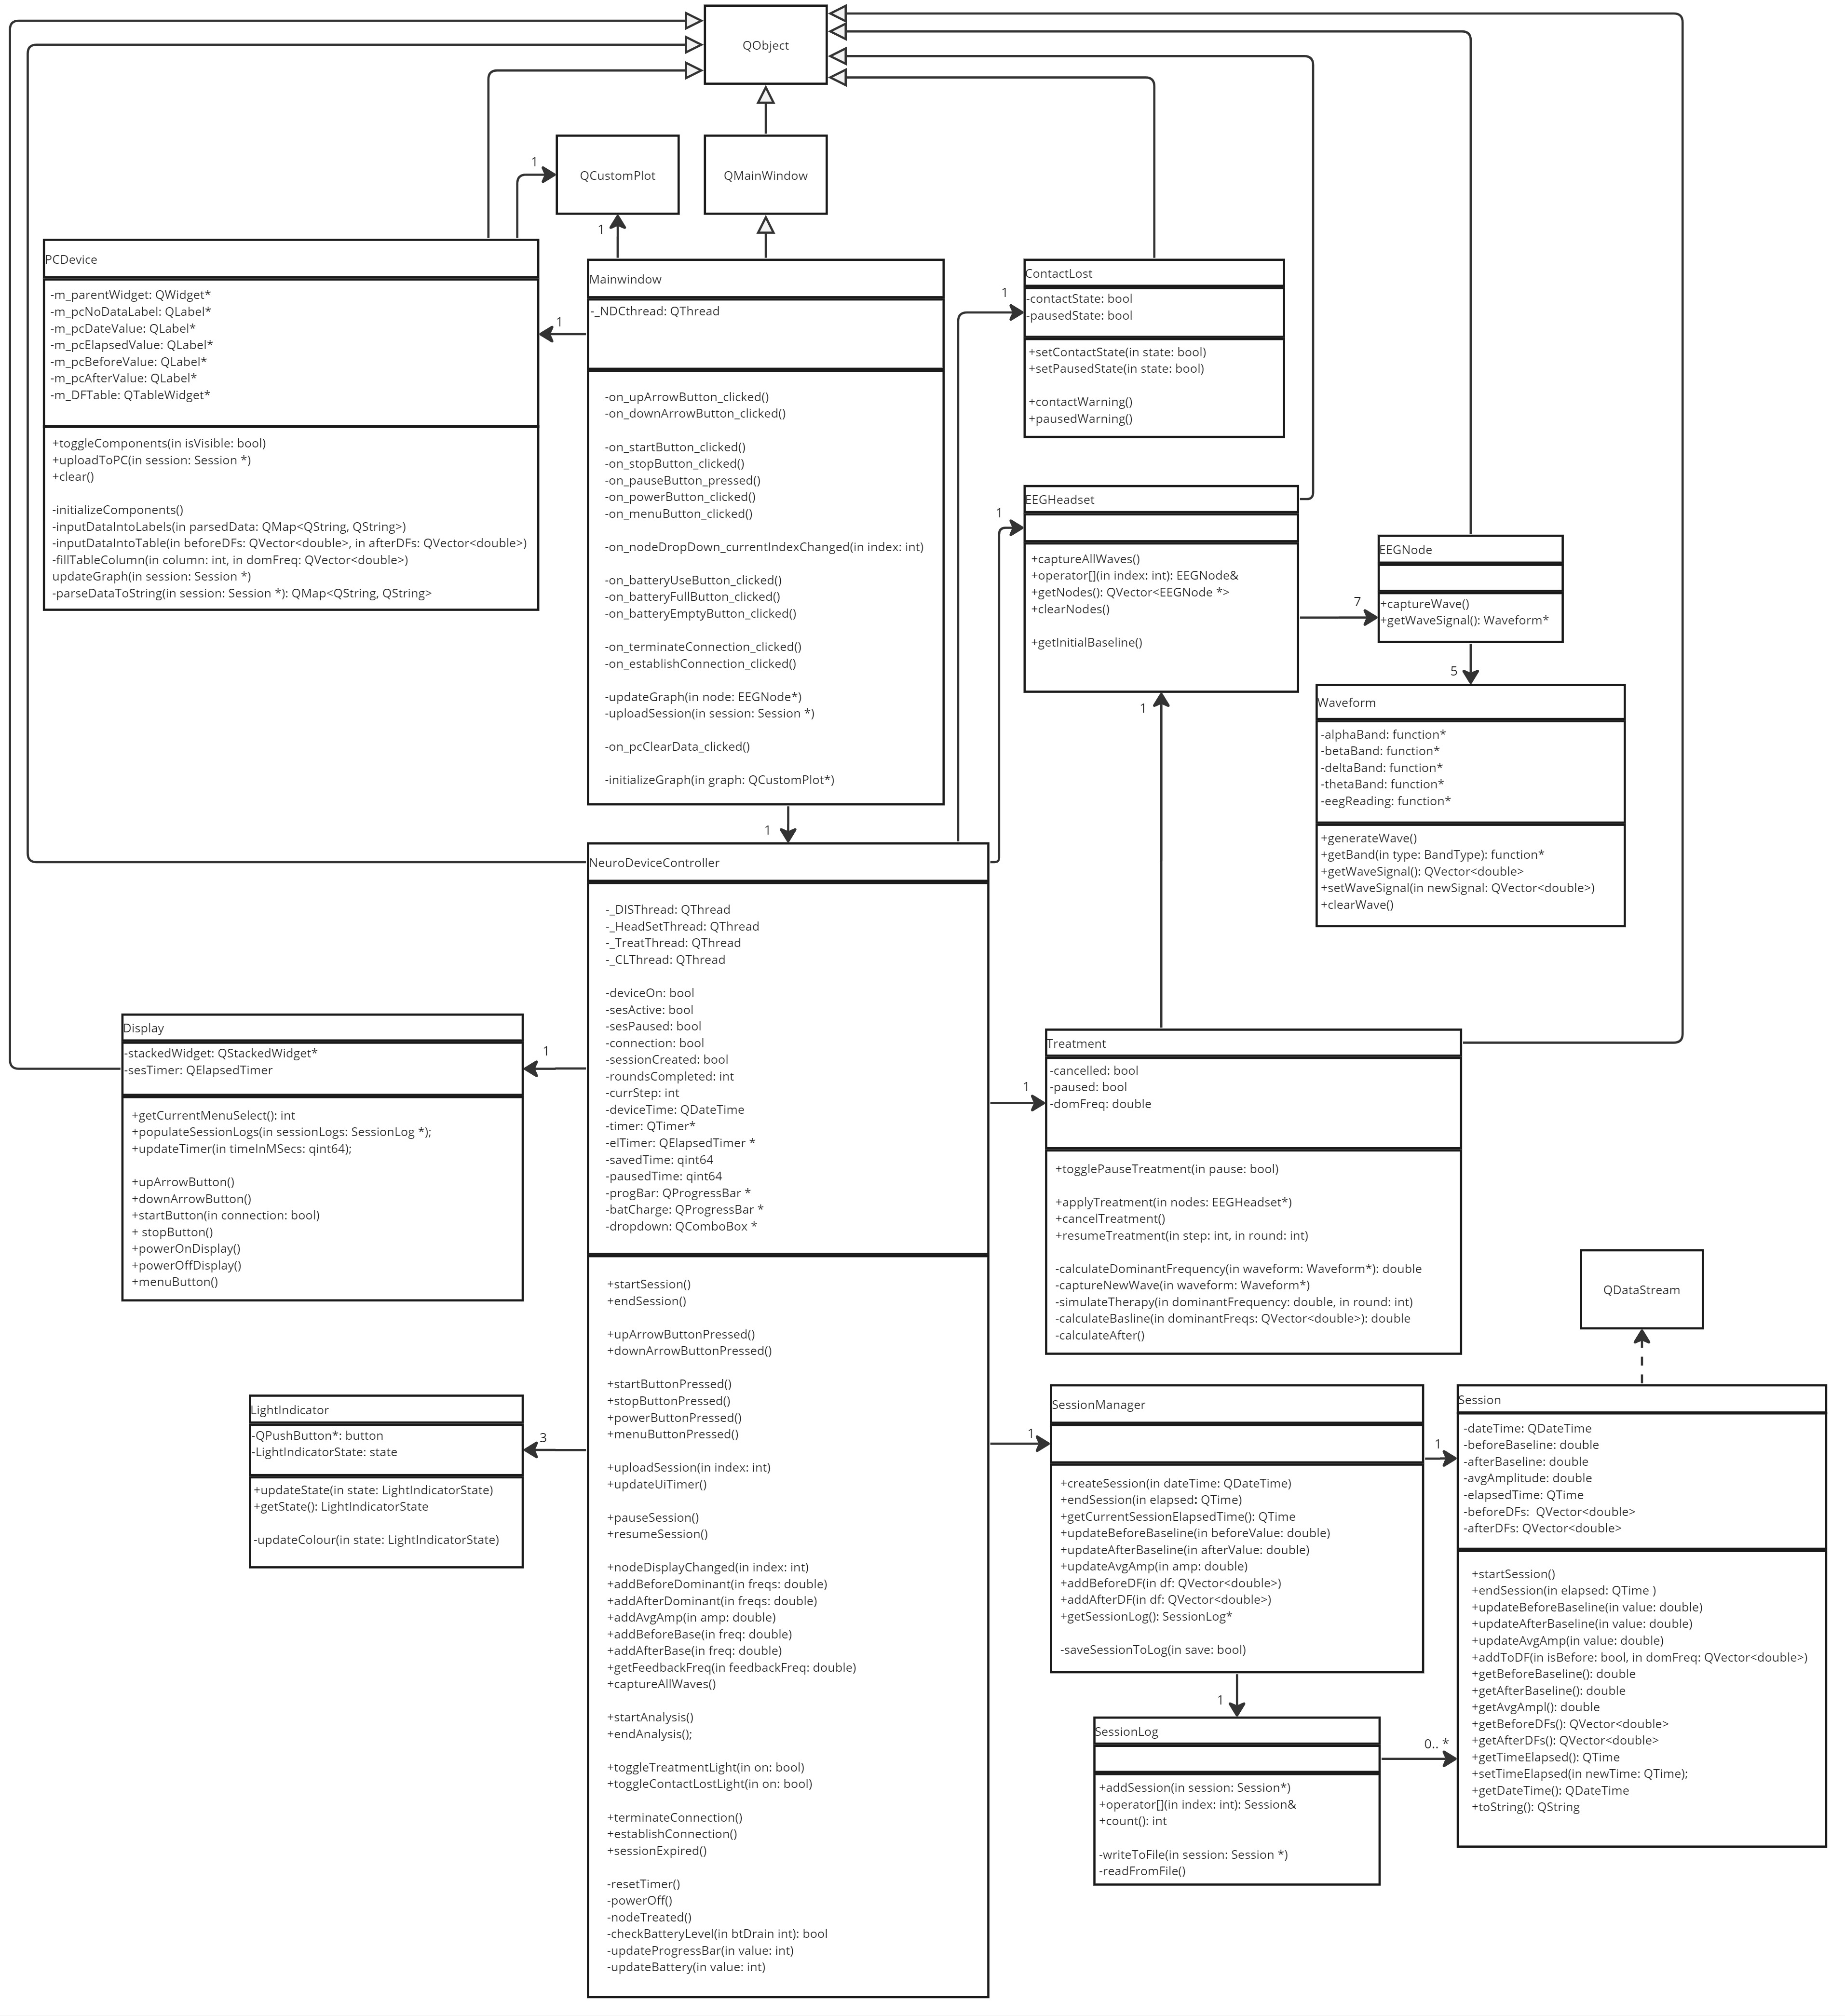 QObject
QCustomPlot
QMainWindow
1
1
PCDevice
-m_parentWidget: QWidget*
-m_pcNoDataLabel: QLabel*
-m_pcDateValue: QLabel*
-m_pcElapsedValue: QLabel*
-m_pcBeforeValue: QLabel*
-m_pcAfterValue: QLabel*
-m_DFTable: QTableWidget*
+toggleComponents(in isVisible: bool)
+uploadToPC(in session: Session *)
+clear()
-initializeComponents()
-inputDataIntoLabels(in parsedData: QMap<QString, QString>)
-inputDataIntoTable(in beforeDFs: QVector<double>, in afterDFs: QVector<double>)
-fillTableColumn(in column: int, in domFreq: QVector<double>)
updateGraph(in session: Session *)
-parseDataToString(in session: Session *): QMap<QString, QString>
1
Mainwindow
-_NDCthread: QThread
-on_upArrowButton_clicked()
-on_downArrowButton_clicked()
-on_startButton_clicked()
-on_stopButton_clicked()
-on_pauseButton_pressed()
-on_powerButton_clicked()
-on_menuButton_clicked()
-on_nodeDropDown_currentIndexChanged(in index: int)
-on_batteryUseButton_clicked()
-on_batteryFullButton_clicked()
-on_batteryEmptyButton_clicked()
-on_terminateConnection_clicked()
-on_establishConnection_clicked()
-updateGraph(in node: EEGNode*)
-uploadSession(in session: Session *)
-on_pcClearData_clicked()
-initializeGraph(in graph: QCustomPlot*)
1
1
ContactLost
-contactState: bool
-pausedState: bool
+setContactState(in state: bool)
+setPausedState(in state: bool)
+contactWarning()
+pausedWarning()
1
EEGHeadset
+captureAllWaves()
+operator[](in index: int): EEGNode&
+getNodes(): QVector<EEGNode *>
+clearNodes()
+getInitialBaseline()
7
EEGNode
+captureWave()
+getWaveSignal(): Waveform*
5
Waveform
-alphaBand: function*
-betaBand: function*
-deltaBand: function*
-thetaBand: function*
-eegReading: function*
+generateWave()
+getBand(in type: BandType): function*
+getWaveSignal(): QVector<double>
+setWaveSignal(in newSignal: QVector<double>)
+clearWave()
1
NeuroDeviceController
-_DISThread: QThread
-_HeadSetThread: QThread
-_TreatThread: QThread
-_CLThread: QThread
-deviceOn: bool
-sesActive: bool
-sesPaused: bool
-connection: bool
-sessionCreated: bool
-roundsCompleted: int
-currStep: int
-deviceTime: QDateTime
-timer: QTimer*
-elTimer: QElapsedTimer *
-savedTime: qint64
-pausedTime: qint64
-progBar: QProgressBar *
-batCharge: QProgressBar *
-dropdown: QComboBox *
+startSession()
+endSession()
+upArrowButtonPressed()
+downArrowButtonPressed()
+startButtonPressed()
+stopButtonPressed()
+powerButtonPressed()
+menuButtonPressed()
+uploadSession(in index: int)
+updateUiTimer()
+pauseSession()
+resumeSession()
+nodeDisplayChanged(in index: int)
+addBeforeDominant(in freqs: double)
+addAfterDominant(in freqs: double)
+addAvgAmp(in amp: double)
+addBeforeBase(in freq: double)
+addAfterBase(in freq: double)
+getFeedbackFreq(in feedbackFreq: double)
+captureAllWaves()
+startAnalysis()
+endAnalysis();
+toggleTreatmentLight(in on: bool)
+toggleContactLostLight(in on: bool)
+terminateConnection()
+establishConnection()
+sessionExpired()
-resetTimer()
-powerOff()
-nodeTreated()
-checkBatteryLevel(in btDrain int): bool
-updateProgressBar(in value: int)
-updateBattery(in value: int)
1
Display
-stackedWidget: QStackedWidget*
-sesTimer: QElapsedTimer
+getCurrentMenuSelect(): int
+populateSessionLogs(in sessionLogs: SessionLog *);
+updateTimer(in timeInMSecs: qint64);
+upArrowButton()
+downArrowButton()
+startButton(in connection: bool)
+ stopButton()
+powerOnDisplay()
+powerOffDisplay()
+menuButton()
3
LightIndicator
-QPushButton*: button
-LightIndicatorState: state
+updateState(in state: LightIndicatorState)
+getState(): LightIndicatorState
-updateColour(in state: LightIndicatorState)
1
Treatment
-cancelled: bool
-paused: bool
-domFreq: double
+togglePauseTreatment(in pause: bool)
+applyTreatment(in nodes: EEGHeadset*)
+cancelTreatment()
+resumeTreatment(in step: int, in round: int)
-calculateDominantFrequency(in waveform: Waveform*): double
-captureNewWave(in waveform: Waveform*)
-simulateTherapy(in dominantFrequency: double, in round: int)
-calculateBasline(in dominantFreqs: QVector<double>): double
-calculateAfter()
QDataStream
1
SessionManager
+createSession(in dateTime: QDateTime)
+endSession(in elapsed: QTime)
+getCurrentSessionElapsedTime(): QTime
+updateBeforeBaseline(in beforeValue: double)
+updateAfterBaseline(in afterValue: double)
+updateAvgAmp(in amp: double)
+addBeforeDF(in df: QVector<double>)
+addAfterDF(in df: QVector<double>)
+getSessionLog(): SessionLog*
-saveSessionToLog(in save: bool)
1
Session
-dateTime: QDateTime
-beforeBaseline: double
-afterBaseline: double
-avgAmplitude: double
-elapsedTime: QTime
-beforeDFs: QVector<double>
-afterDFs: QVector<double>
+startSession()
+endSession(in elapsed: QTime )
+updateBeforeBaseline(in value: double)
+updateAfterBaseline(in value: double)
+updateAvgAmp(in value: double)
+addToDF(in isBefore: bool, in domFreq: QVector<double>)
+getBeforeBaseline(): double
+getAfterBaseline(): double
+getAvgAmpl(): double
+getBeforeDFs(): QVector<double>
+getAfterDFs(): QVector<double>
+getTimeElapsed(): QTime
+setTimeElapsed(in newTime: QTime);
+getDateTime(): QDateTime
+toString(): QString
1
SessionLog
+addSession(in session: Session*)
+operator[](in index: int): Session&
+count(): int
-writeToFile(in session: Session *)
-readFromFile()
0.. *